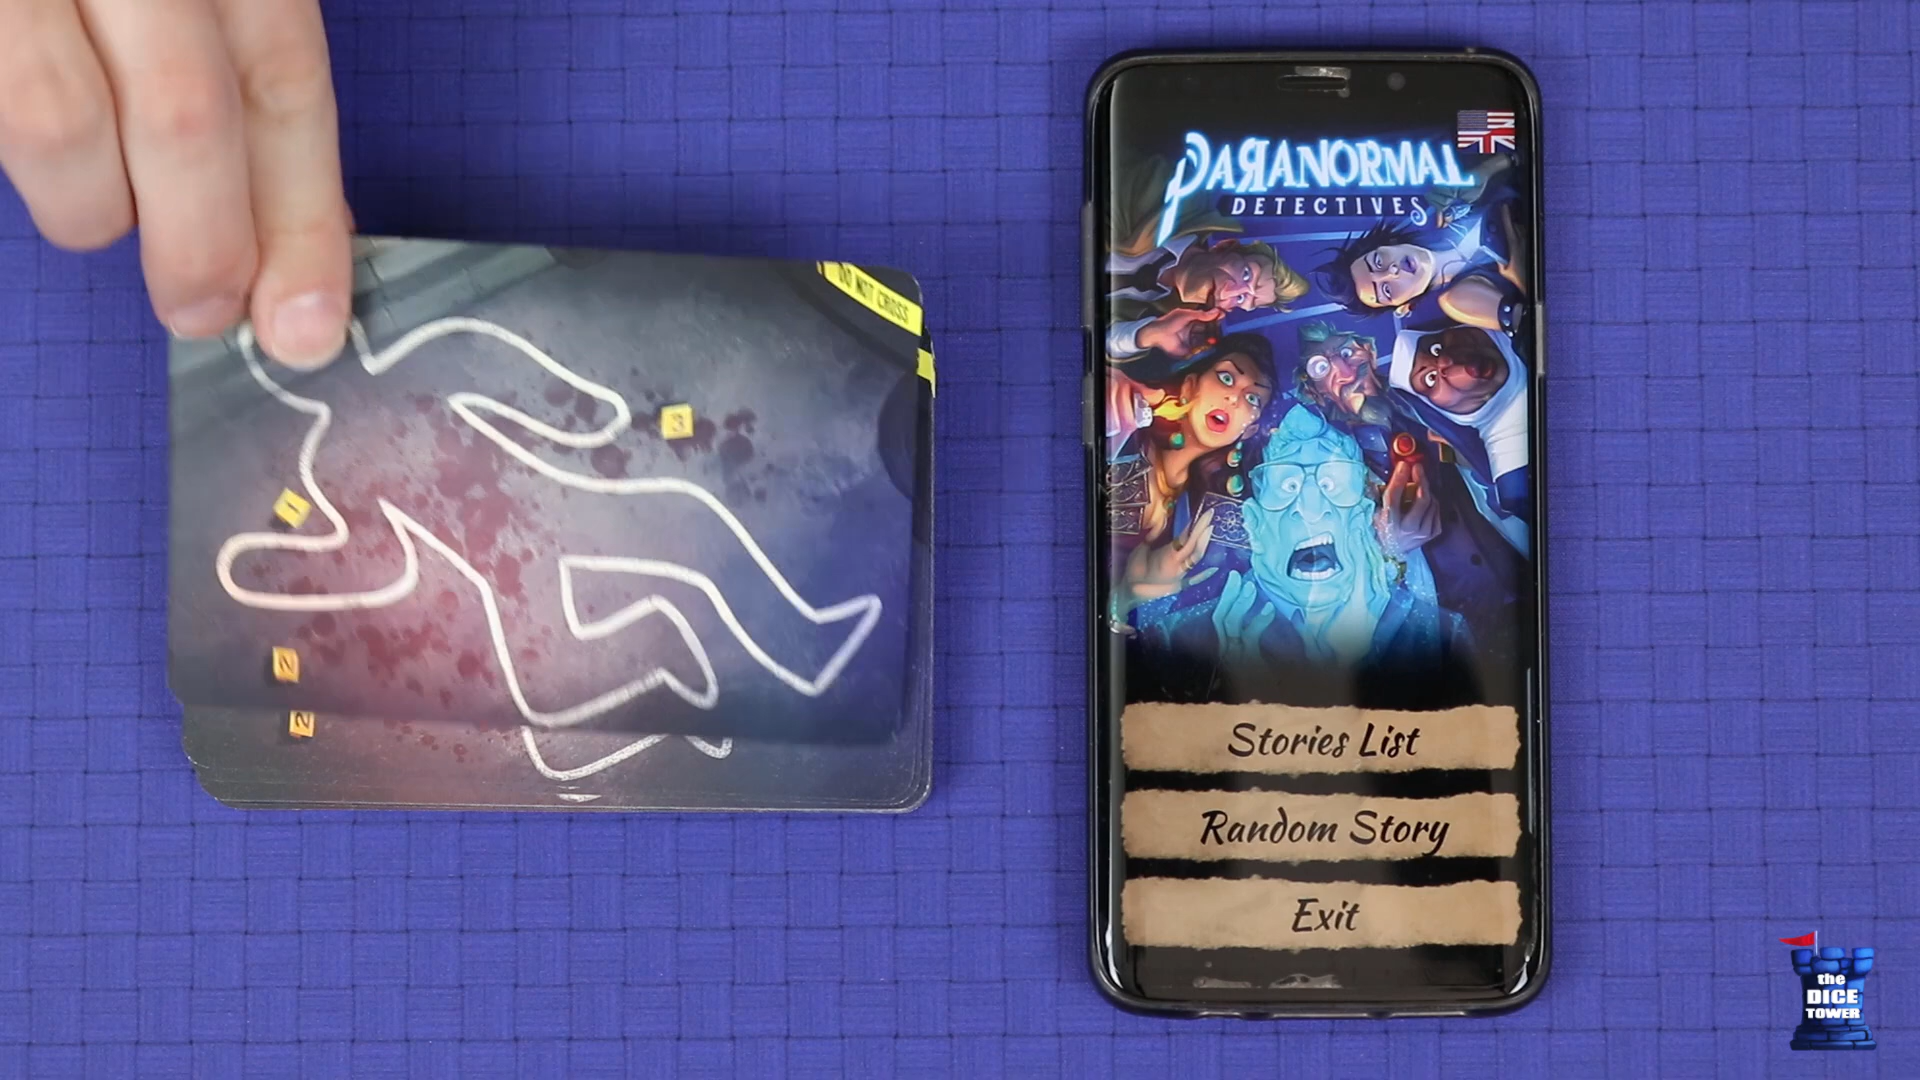 DO NOT CROSS
3
1
2
2
PARANORMAL
DETECTIVES
Stories List
Random Story
Exit
the
DICE
TOWER